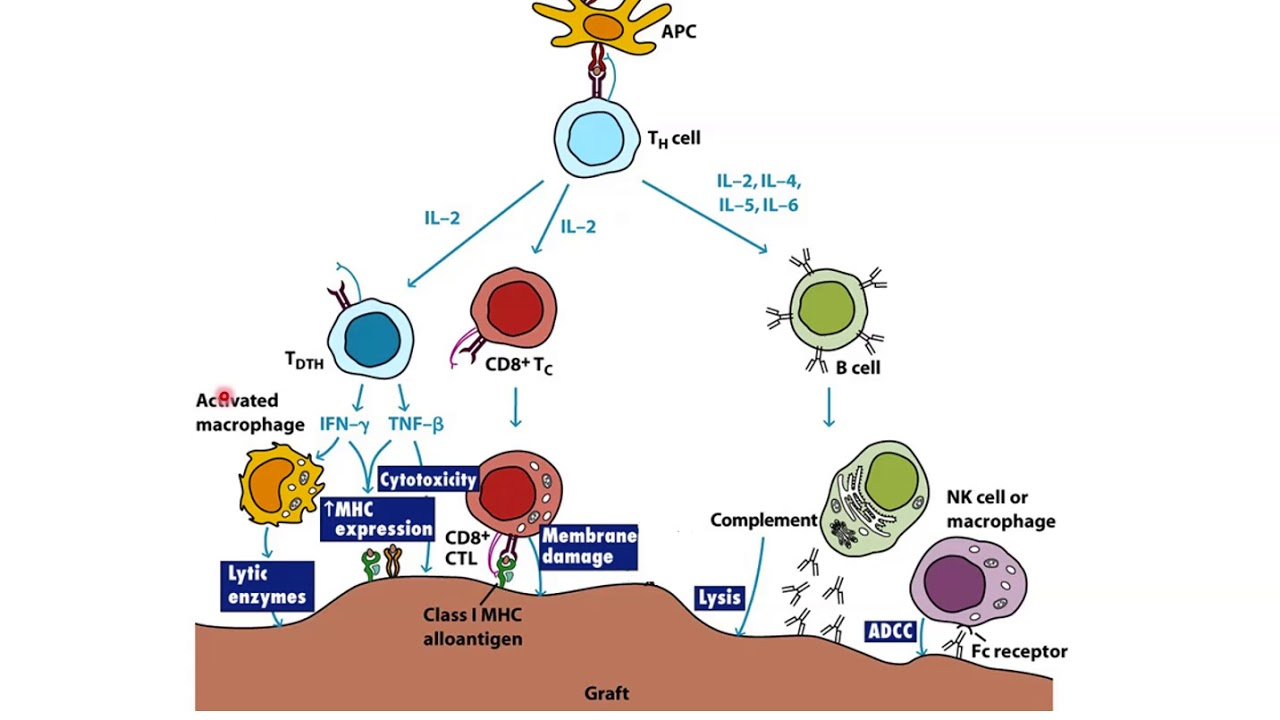 APC
TH cell
IL–2, IL–4,
IL–5, IL–6
IL–2
IL–2
TDTH
CD8+ TC
B cell
Activated
macrophage
IFN–γ
TNF–β
Cytotoxicity
↑MHC
expression
CD8+
CTL
Membrane
damage
Complement
NK cell or
macrophage
Lytic
enzymes
Class I MHC
alloantigen
Lysis
ADCC
Fc receptor
Graft